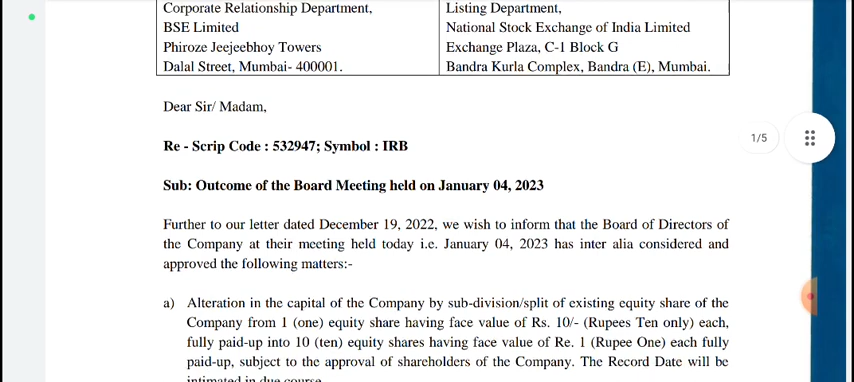 Corporate Relationship Department,
BSE Limited
Phiroze Jeejeebhoy Towers
Dalal Street, Mumbai- 400001.
Listing Department,
National Stock Exchange of India Limited
Exchange Plaza, C-1 Block G
Bandra Kurla Complex, Bandra (E), Mumbai.
Dear Sir/ Madam,
1/5
Re - Scrip Code : 532947; Symbol : IRB
Sub: Outcome of the Board Meeting held on January 04, 2023
Further to our letter dated December 19, 2022, we wish to inform that the Board of Directors of
the Company at their meeting held today i.e. January 04, 2023 has inter alia considered and
approved the following matters:-
a) Alteration in the capital of the Company by sub-division/split of existing equity share of the
Company from 1 (one) equity share having face value of Rs. 10/- (Rupees Ten only) each,
fully paid-up into 10 (ten) equity shares having face value of Re. 1 (Rupee One) each fully
paid-up, subject to the approval of shareholders of the Company. The Record Date will be
intimated in due course